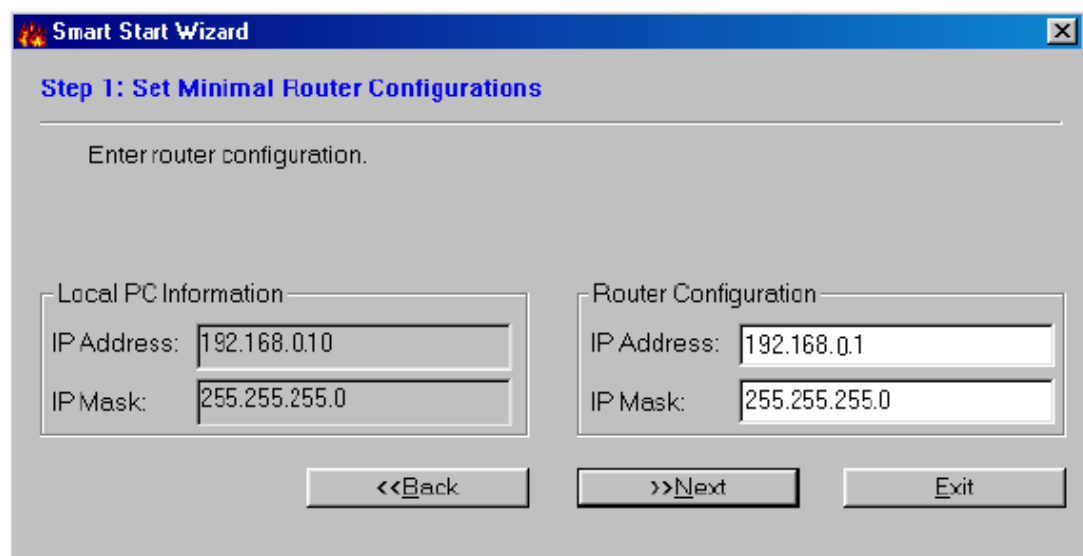 Smart Start Wizard
Step 1: Set Minimal Router Configurations
Enter router configuration.
Local PC Information
IP Address: 192.168.0.10
IP Mask: 255.255.255.0
Router Configuration
IP Address: 192.168.0.1
IP Mask: 255.255.255.0
<<Back >>Next Exit